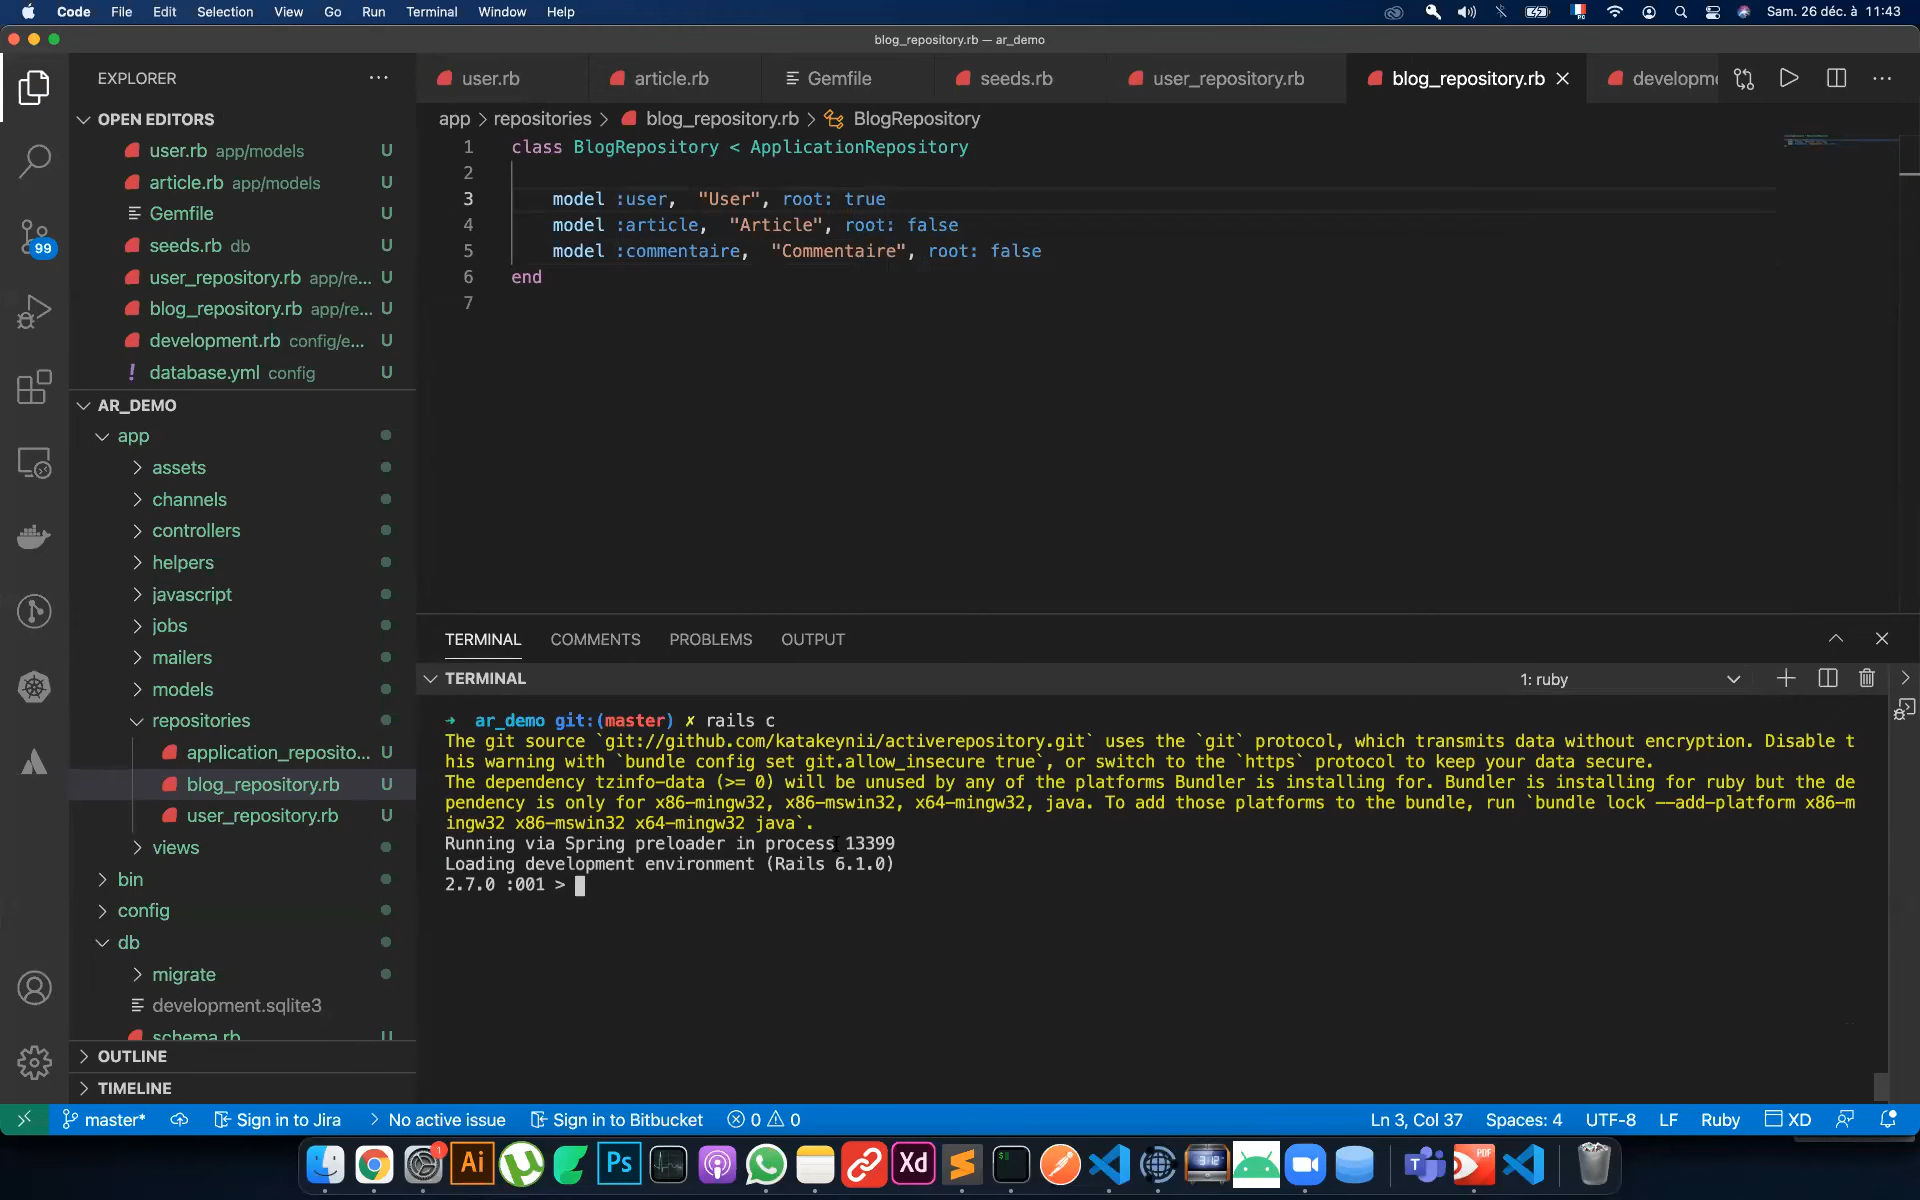 Code File Edit Selection View Go Run Terminal Window Help
Sam. 26 déc. à 11:43
blog_repository.rb — ar_demo
EXPLORER
user.rb
article.rb
Gemfile
seeds.rb
user_repository.rb
blog_repository.rb
developme
OPEN EDITORS
user.rb app/models U
article.rb app/models U
Gemfile U
seeds.rb db U
user_repository.rb app/re... U
blog_repository.rb app/re... U
development.rb config/e... U
! database.yml config U
AR_DEMO
app
assets
channels
controllers
helpers
javascript
jobs
mailers
models
repositories
application_reposito... U
blog_repository.rb U
user_repository.rb U
views
bin
config
db
migrate
development.sqlite3
schema.rb U
OUTLINE
TIMELINE
99
app > repositories > blog_repository.rb > BlogRepository
1 class BlogRepository < ApplicationRepository
2
3 model :user, "User", root: true
4 model :article, "Article", root: false
5 model :commentaire, "Commentaire", root: false
6 end
7
TERMINAL COMMENTS PROBLEMS OUTPUT
TERMINAL
1: ruby
➜ ar_demo git:(master) ✗ rails c
The git source `git://github.com/katakeynii/activerepository.git` uses the `git` protocol, which transmits data without encryption. Disable t
his warning with `bundle config set git.allow_insecure true`, or switch to the `https` protocol to keep your data secure.
The dependency tzinfo-data (>= 0) will be unused by any of the platforms Bundler is installing for. Bundler is installing for ruby but the de
pendency is only for x86-mingw32, x86-mswin32, x64-mingw32, java. To add those platforms to the bundle, run `bundle lock --add-platform x86-m
ingw32 x86-mswin32 x64-mingw32 java`.
Running via Spring preloader in process 13399
Loading development environment (Rails 6.1.0)
2.7.0 :001 >
master* Sign in to Jira No active issue Sign in to Bitbucket 0 0
Ln 3, Col 37 Spaces: 4 UTF-8 LF Ruby XD
1
Ai
Ps
Xd
PDF